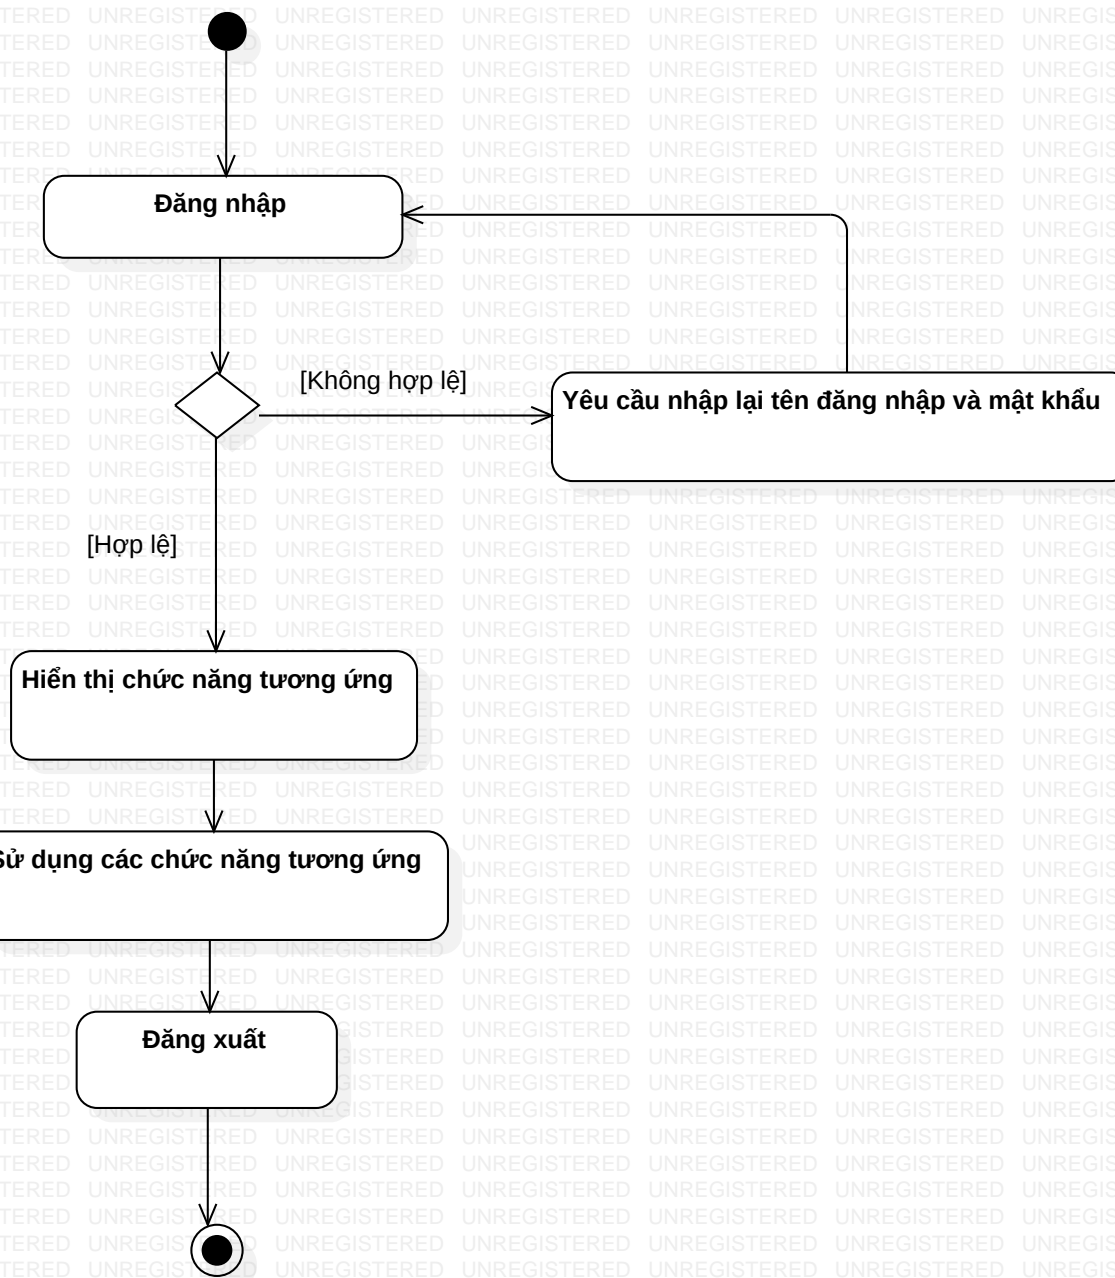 Đăng nhập
[Không hợp lệ]
Yêu cầu nhập lại tên đăng nhập và mật khẩu
[Hợp lệ]
Hiển thị chức năng tương ứng
Sử dụng các chức năng tương ứng
Đăng xuất